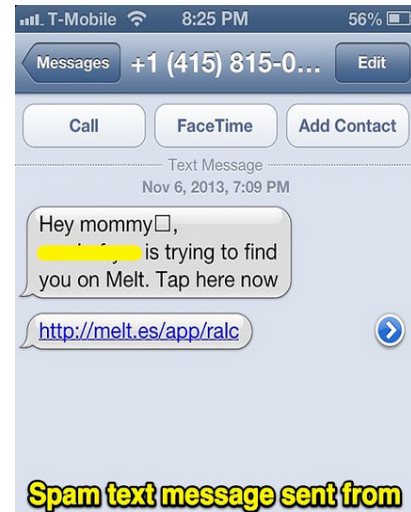 T-Mobile 8:25 PM 56%
Messages +1 (415) 815-0... Edit
Call FaceTime Add Contact
Text Message
Nov 6, 2013, 7:09 PM
Hey mommy□,
is trying to find
you on Melt. Tap here now
http://melt.es/app/ralc
Spam text message sent from